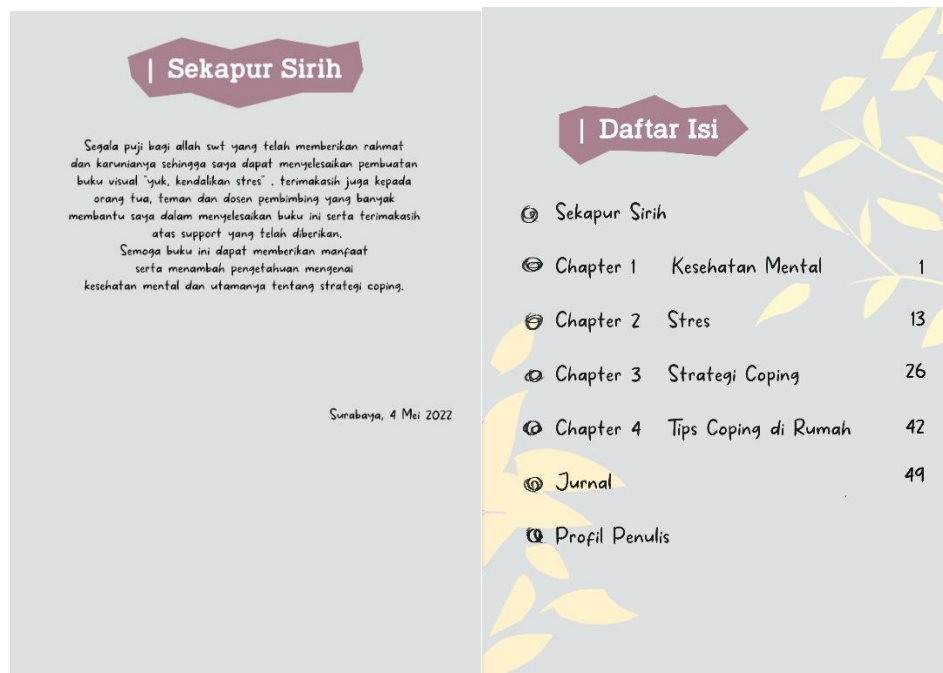 | Sekapur Sirih
Segala puji bagi allah swt yang telah memberikan rahmat
dan karunianya sehingga saya dapat menyelesaikan pembuatan
buku visual "yuk, kendalikan stres" . terimakasih juga kepada
orang tua, teman dan dosen pembimbing yang banyak
membantu saya dalam menyelesaikan buku ini serta terimakasih
atas support yang telah diberikan.
Semoga buku ini dapat memberikan manfaat
serta menambah pengetahuan mengenai
kesehatan mental dan utamanya tentang strategi coping.
Surabaya, 4 Mei 2022
| Daftar Isi
Sekapur Sirih
Chapter 1 Kesehatan Mental 1
Chapter 2 Stres 13
Chapter 3 Strategi Coping 26
Chapter 4 Tips Coping di Rumah 42
Jurnal 49
Profil Penulis